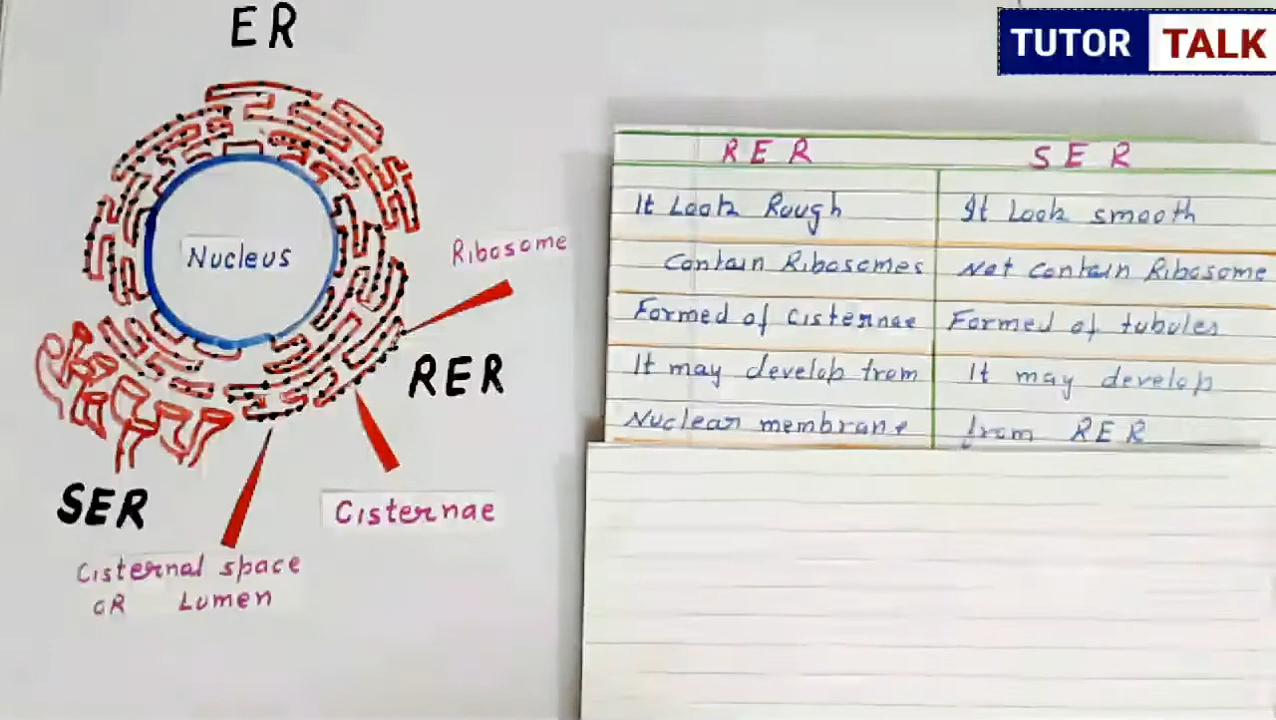 ER
TUTOR TALK
Nucleus
Ribosome
RER
SER
Cisternae
Cisternal space
OR Lumen
RER SER
It Look Rough It Look smooth
Contain Ribosomes Not contain Ribosome
Formed of cisternae Formed of tubules
It may develop from It may develop
Nuclear membrane from RER